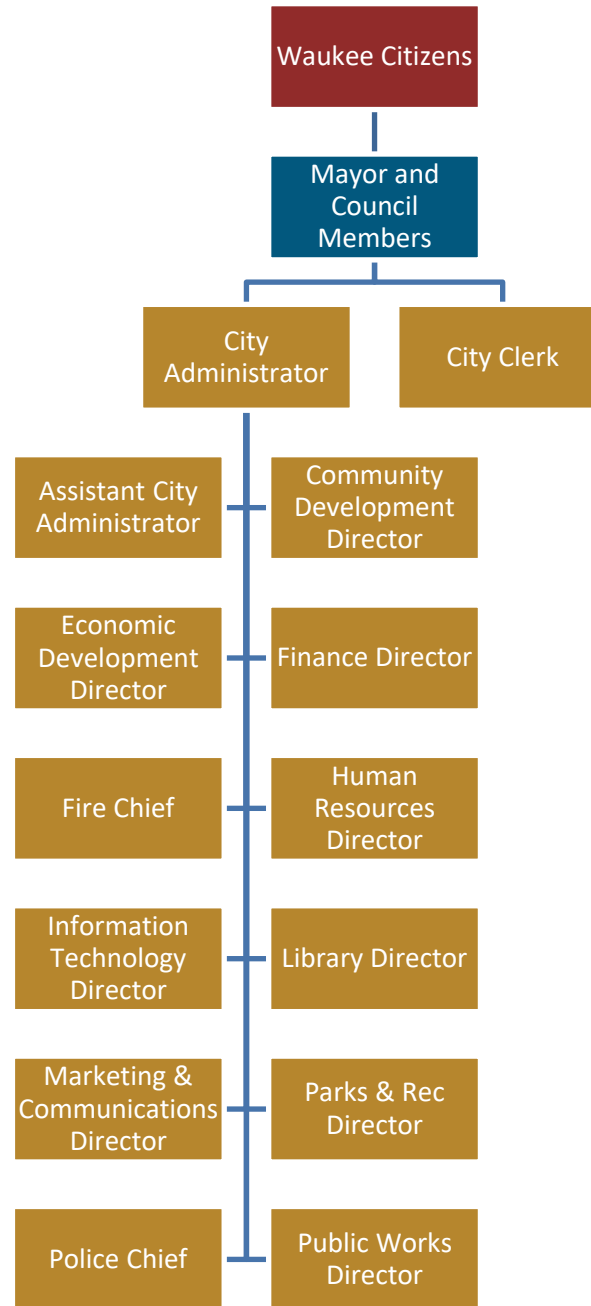 Waukee Citizens
Mayor and
Council
Members
City
Administrator
City Clerk
Assistant City
Administrator
Community
Development
Director
Economic
Development
Director
Finance Director
Fire Chief
Human
Resources
Director
Information
Technology
Director
Library Director
Marketing &
Communications
Director
Parks & Rec
Director
Police Chief
Public Works
Director